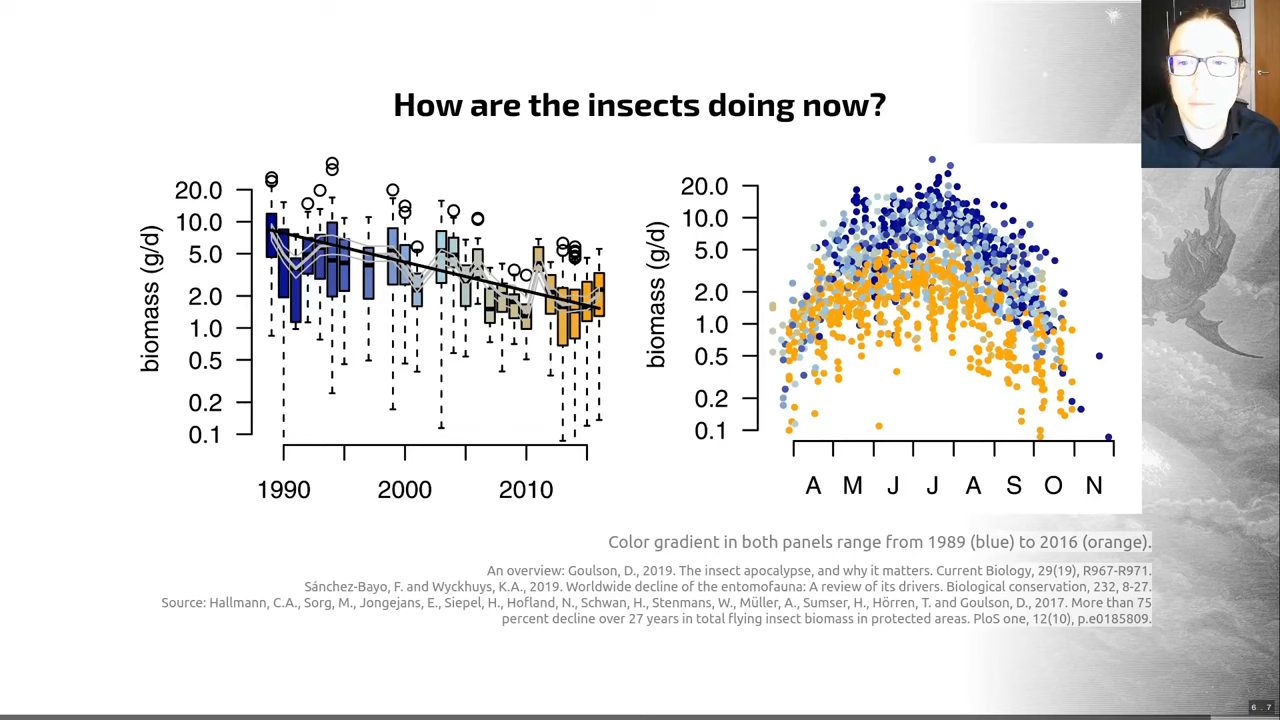 How are the insects doing now?
biomass (g/d)
20.0
10.0
5.0
2.0
1.0
0.5
0.2
0.1
1990 2000 2010
biomass (g/d)
20.0
10.0
5.0
2.0
1.0
0.5
0.2
0.1
A M J J A S O N
Color gradient in both panels range from 1989 (blue) to 2016 (orange).
An overview: Goulson, D., 2019. The insect apocalypse, and why it matters. Current Biology, 29(19), R967-R971.
Sánchez-Bayo, F. and Wyckhuys, K.A., 2019. Worldwide decline of the entomofauna: A review of its drivers. Biological conservation, 232, 8-27.
Source: Hallmann, C.A., Sorg, M., Jongejans, E., Siepel, H., Hofland, N., Schwan, H., Stenmans, W., Müller, A., Sumser, H., Hörren, T. and Goulson, D., 2017. More than 75
percent decline over 27 years in total flying insect biomass in protected areas. PloS one, 12(10), p.e0185809.
6 . 7